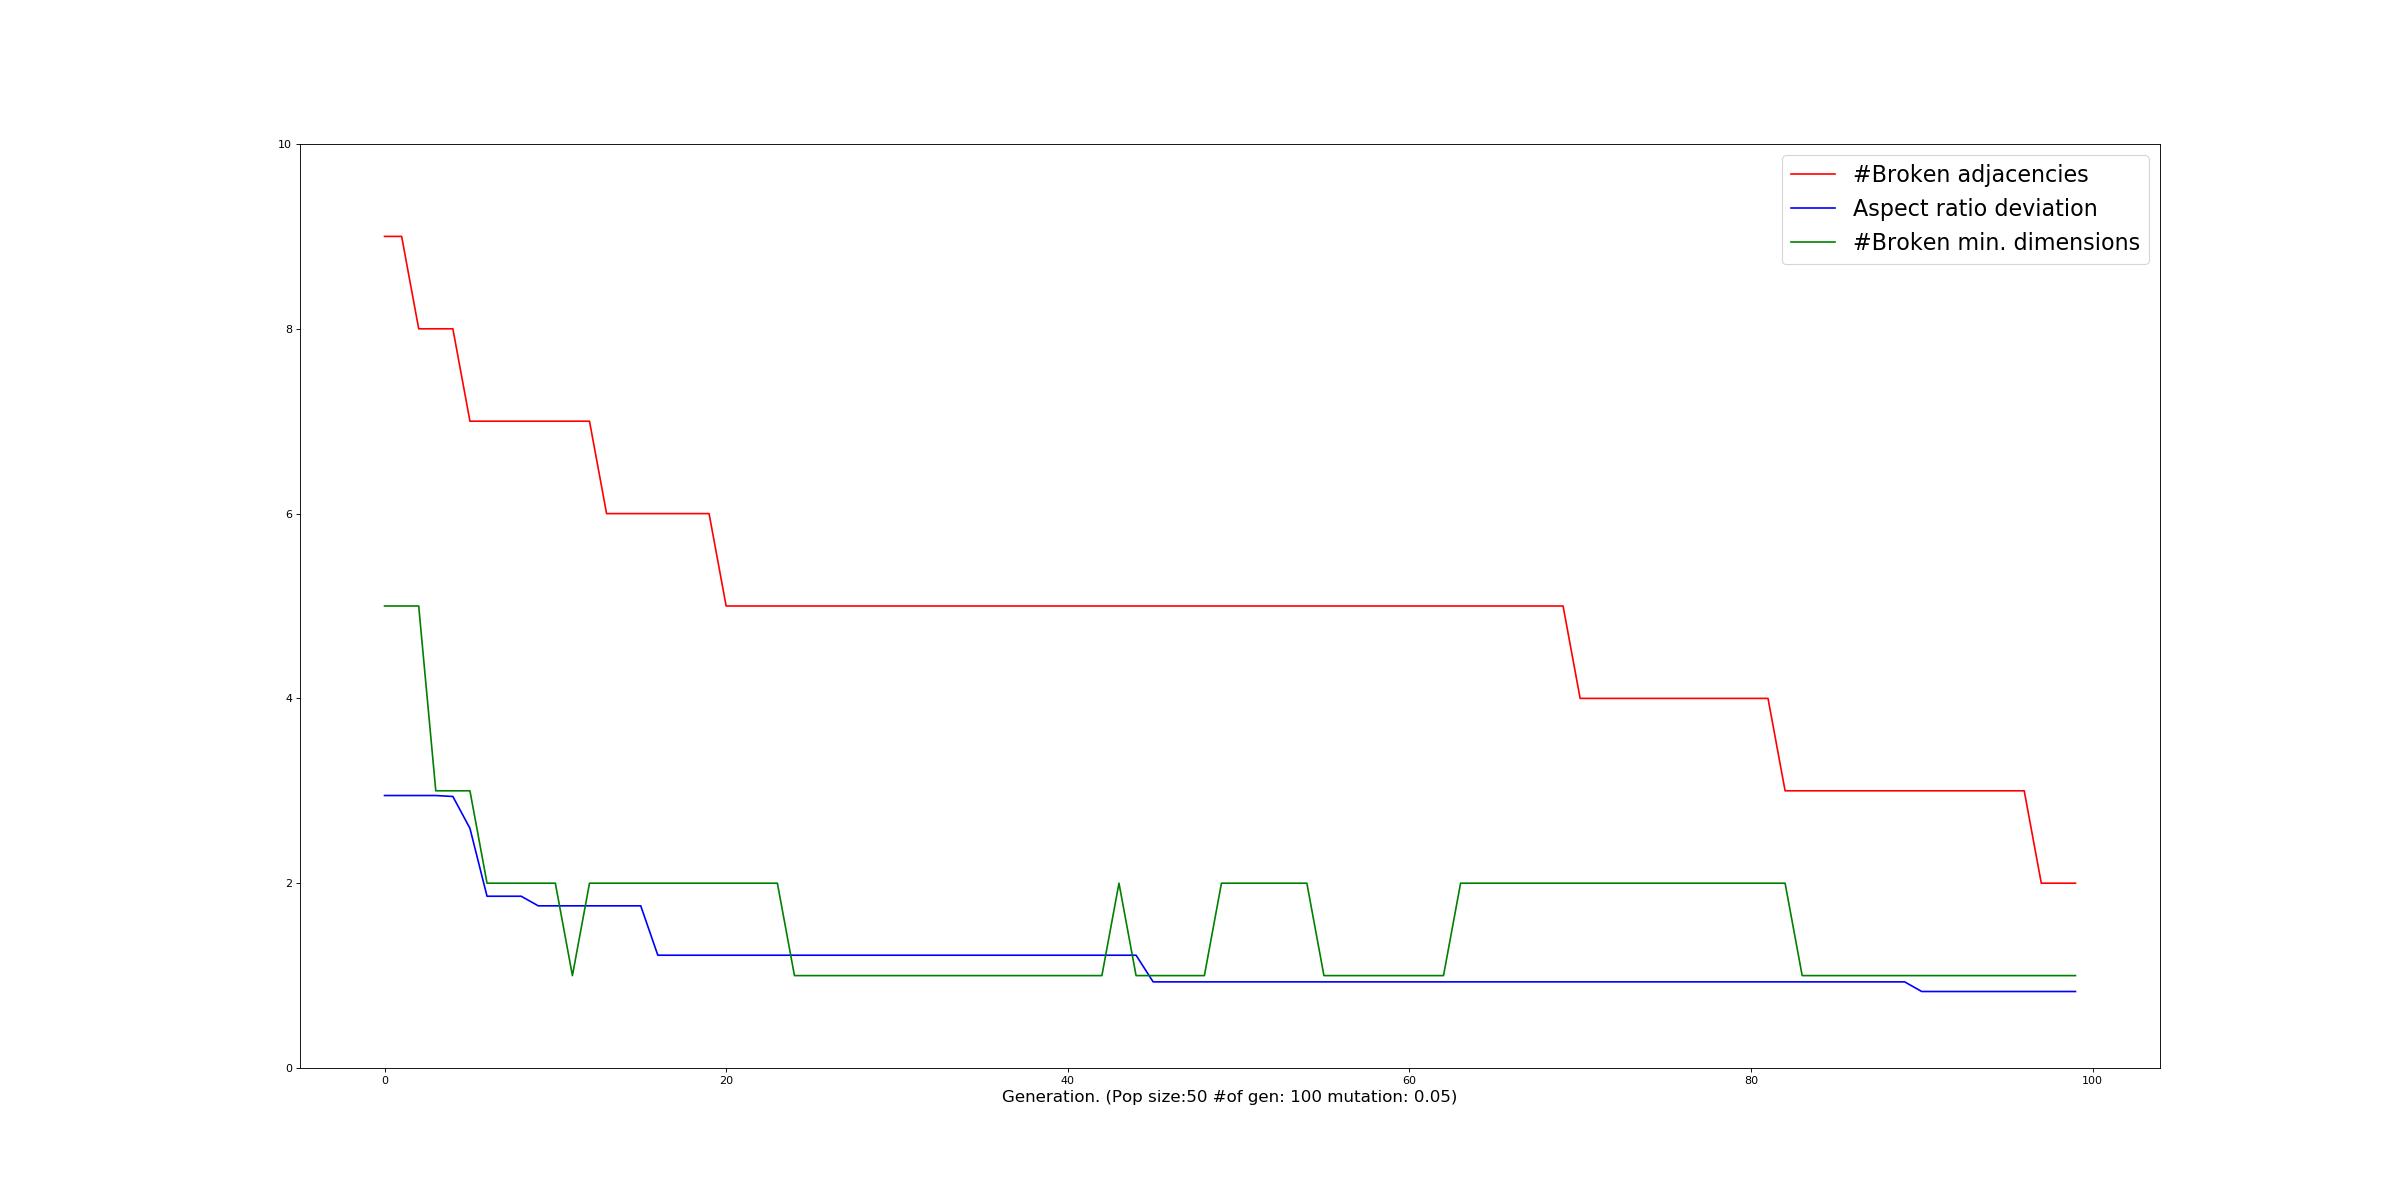 10
8
6
4
2
0
#Broken adjacencies
Aspect ratio deviation
#Broken min. dimensions
0 20 40 60 80 100
Generation. (Pop size:50 #of gen: 100 mutation: 0.05)